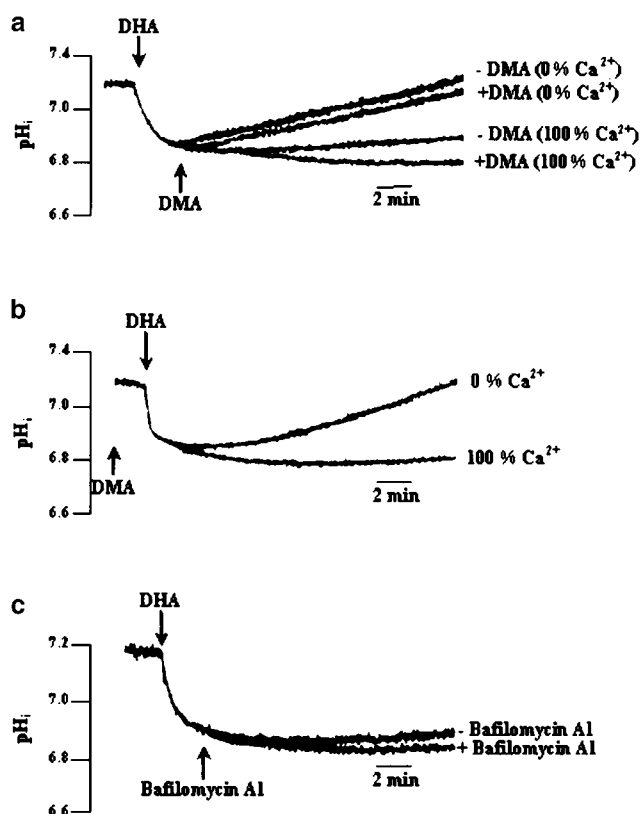 a
DHA
7.4
7.0
6.8
6.6
pHi
- DMA (0% Ca2+)
+DMA (0% Ca2+)
- DMA (100% Ca2+)
+DMA (100% Ca2+)
DMA
2 min
b
DHA
7.4
7.0
6.8
6.6
pHi
0 % Ca2+
100 % Ca2+
DMA
2 min
c
DHA
7.2
7.0
6.8
6.6
pHi
- Bafilomycin Al
+ Bafilomycin Al
Bafilomycin Al
2 min